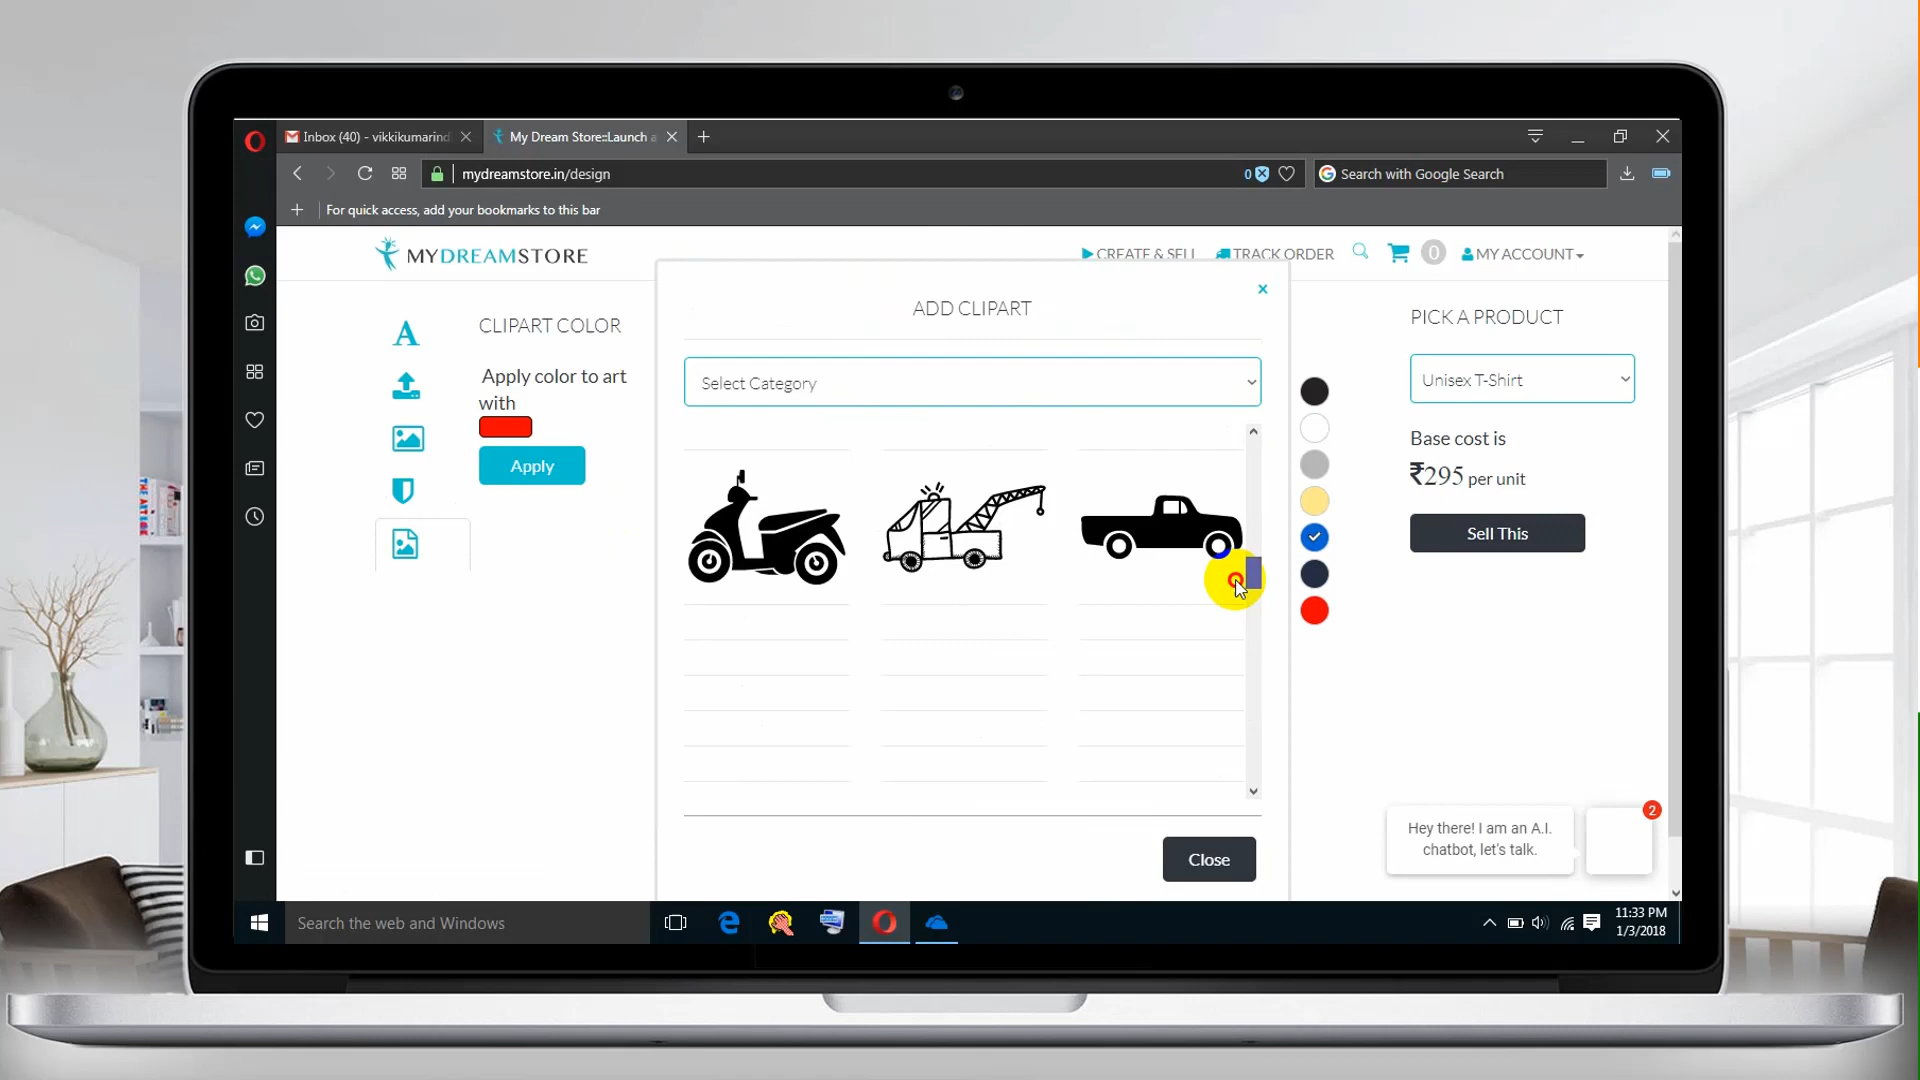 Inbox (40) - vikkikumarind
My Dream Store::Launch a
mydreamstore.in/design
0
Search with Google Search
For quick access, add your bookmarks to this bar
MYDREAMSTORE
CREATE & SELL
TRACK ORDER
0
MY ACCOUNT
CLIPART COLOR
Apply color to art
with
Apply
ADD CLIPART
Select Category
PICK A PRODUCT
Unisex T-Shirt
Base cost is
₹295 per unit
Sell This
2
Hey there! I am an A.I.
chatbot, let's talk.
Close
Search the web and Windows
11:33 PM
1/3/2018